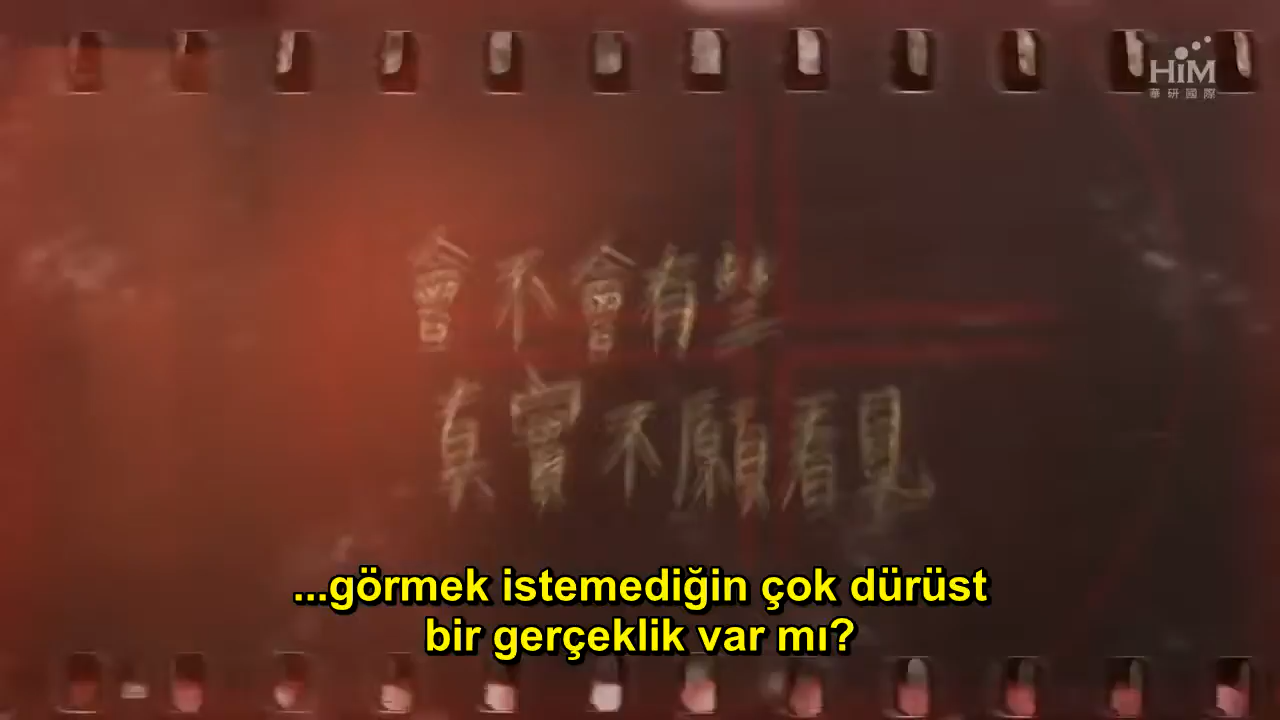 HiM
華研國際
會不會有些
真實不願看見
...görmek istemediğin çok dürüst
bir gerçeklik var mı?